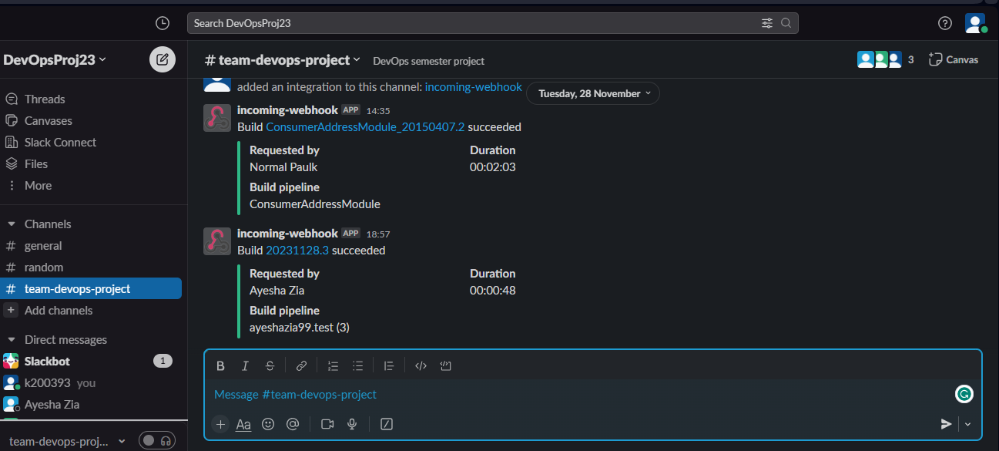 Search DevOpsProj23
DevOpsProj23
Threads
Canvases
Slack Connect
Files
More
Channels
# general
# random
# team-devops-project
+ Add channels
Direct messages
Slackbot 1
k200393 you
Ayesha Zia
team-devops-proj...
# team-devops-project DevOps semester project 3 Canvas
added an integration to this channel: incoming-webhook
Tuesday, 28 November
incoming-webhook APP 14:35
Build ConsumerAddressModule_20150407.2 succeeded
Requested by Duration
Normal Paulk 00:02:03
Build pipeline
ConsumerAddressModule
incoming-webhook APP 18:57
Build 20231128.3 succeeded
Requested by Duration
Ayesha Zia 00:00:48
Build pipeline
ayeshazia99.test (3)
B I S
Message #team-devops-project
+ Aa @